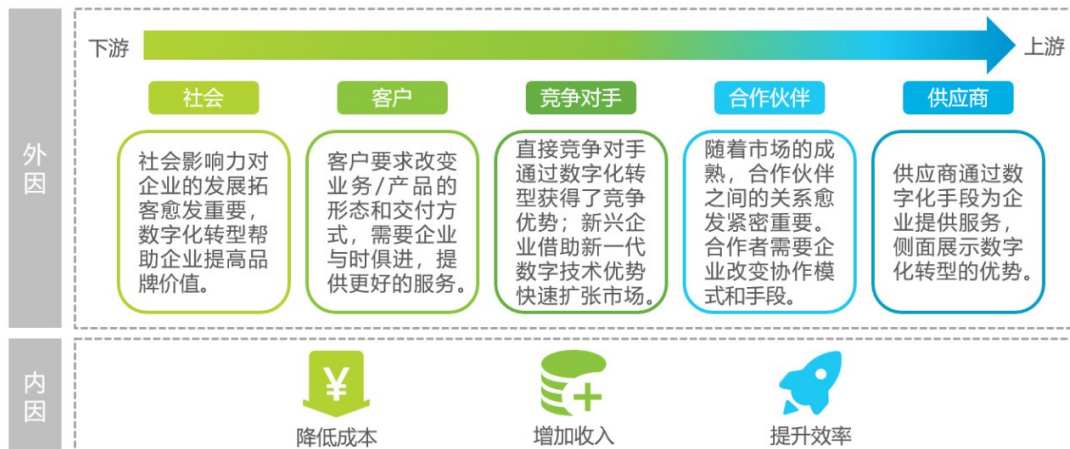 外因
下游
上游
社会
客户
竞争对手
合作伙伴
供应商
社会影响力对
企业的发展拓
客愈发重要，
数字化转型帮
助企业提高品
牌价值。
客户要求改变
业务/产品的
形态和交付方
式，需要企业
与时俱进，提
供更好的服务。
直接竞争对手
通过数字化转
型获得了竞争
优势；新兴企
业借助新一代
数字技术优势
快速扩张市场。
随着市场的成
熟，合作伙伴
之间的关系愈
发紧密重要。
合作者需要企
业改变协作模
式和手段。
供应商通过数
字化手段为企
业提供服务，
侧面展示数字
化转型的优势。
内因
¥
降低成本
增加收入
提升效率